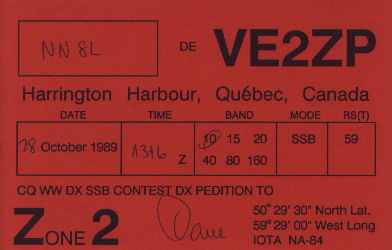 NN8L DE VE2ZP
Harrington Harbour, Québec, Canada
DATE TIME BAND MODE RS(T)
28 October 1989 1346 Z 10 15 20 SSB 59
40 80 160
CQ WW DX SSB CONTEST DX PEDITION TO
ZONE 2 Dave 50° 29' 30" North Lat.
59° 29' 00" West Long
IOTA NA-84